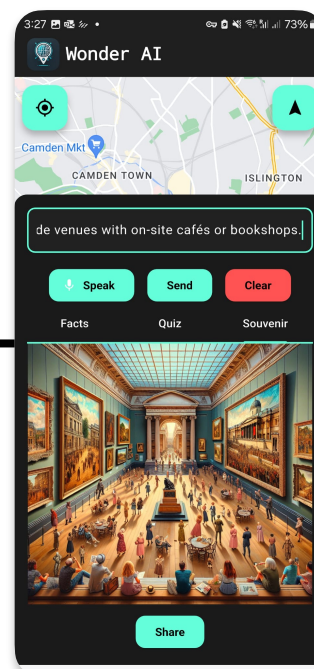 3:27
73%
Wonder AI
Camden Mkt
CAMDEN TOWN
ISLINGTON
de venues with on-site cafés or bookshops.
Speak
Send
Clear
Facts
Quiz
Souvenir
Share